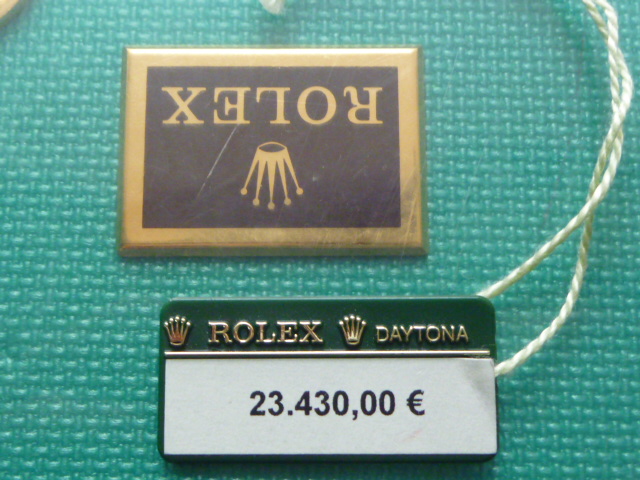 ROLEX
ROLEX DAYTONA
23.430,00 €